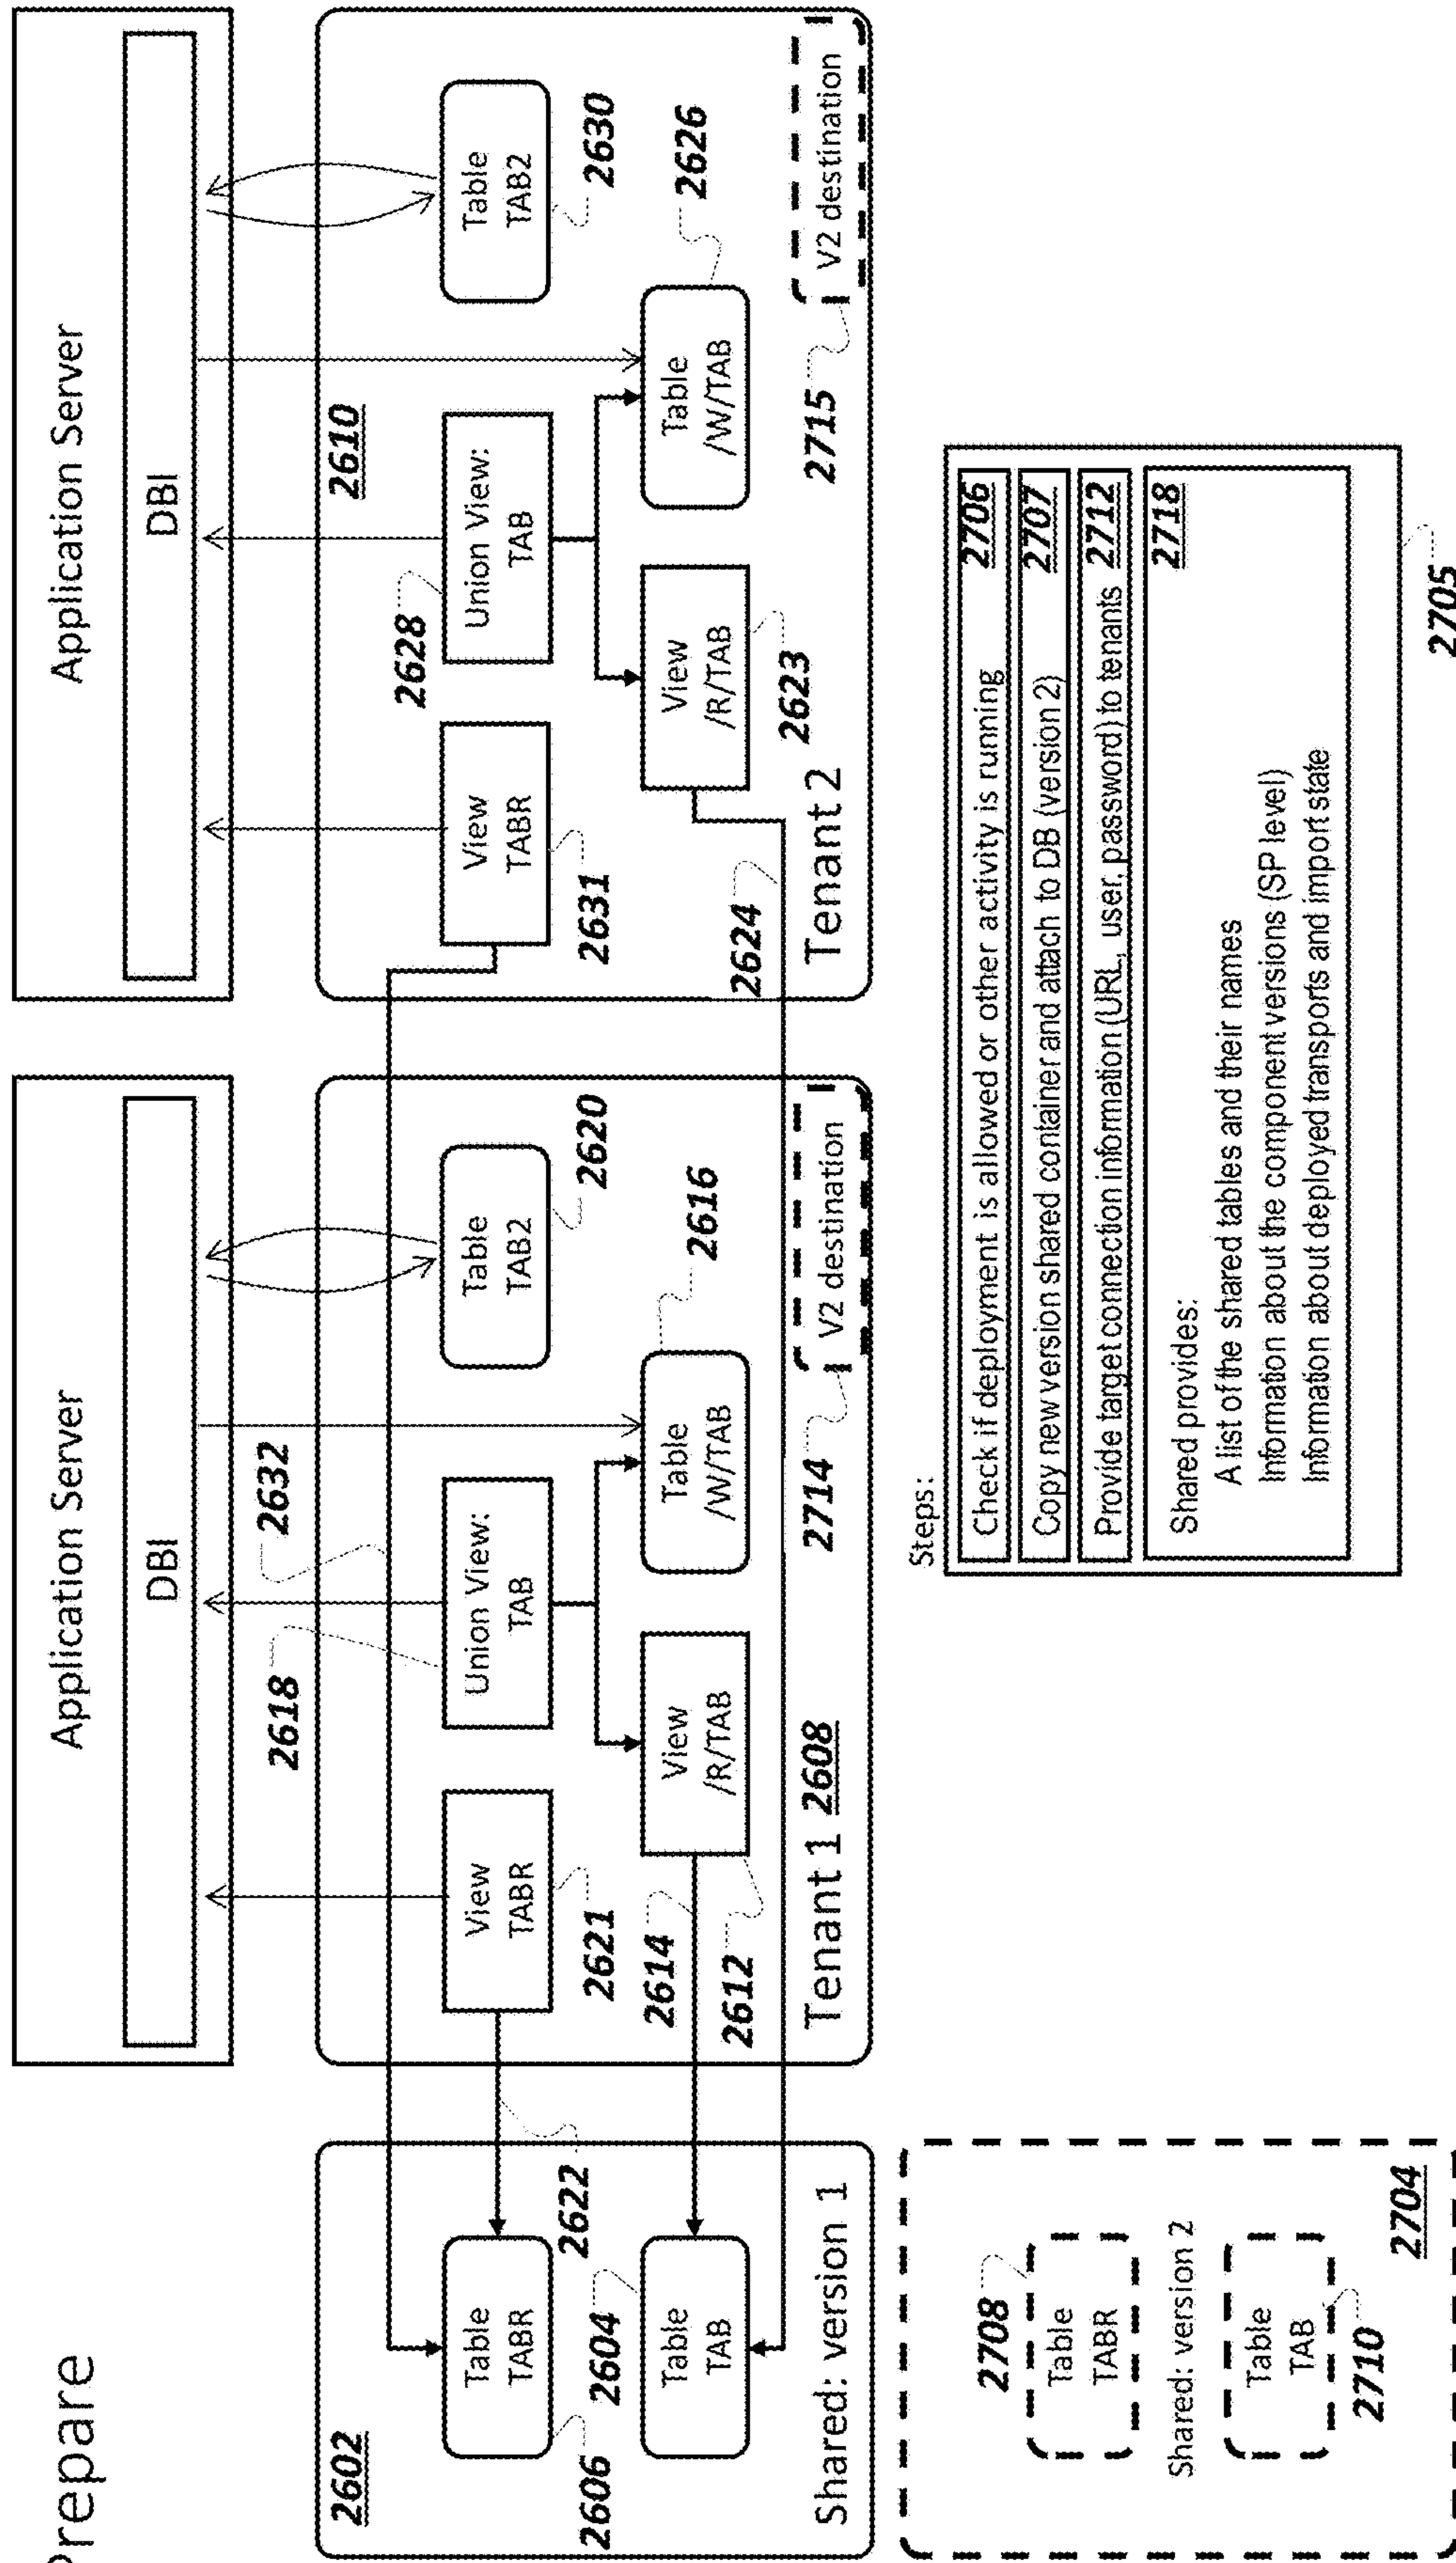 Prepare
Application Server
DBI
Application Server
DBI
2602
Table
TABR
2606
2604
Table
TAB
Shared: version 1
2622
2618
2632
View
TABR
2621
Union View:
TAB
Table
TAB2
2620
2614
2612
View
/R/TAB
Table
/W/TAB
2616
Tenant 1 2608
2714
V2 destination
2610
2628
View
TABR
2631
Union View:
TAB
Table
TAB2
2630
2624
View
/R/TAB
2623
Table
/W/TAB
2626
Tenant 2
2715
V2 destination
2708
Table
TABR
Shared: version 2
Table
TAB
2710
2704
Steps:
Check if deployment is allowed or other activity is running 2706
Copy new version shared container and attach to DB (version 2) 2707
Provide target connection information (URL, user, password) to tenants 2712
2718
Shared provides:
A list of the shared tables and their names
Information about the component versions (SP level)
Information about deployed transports and import state
2705